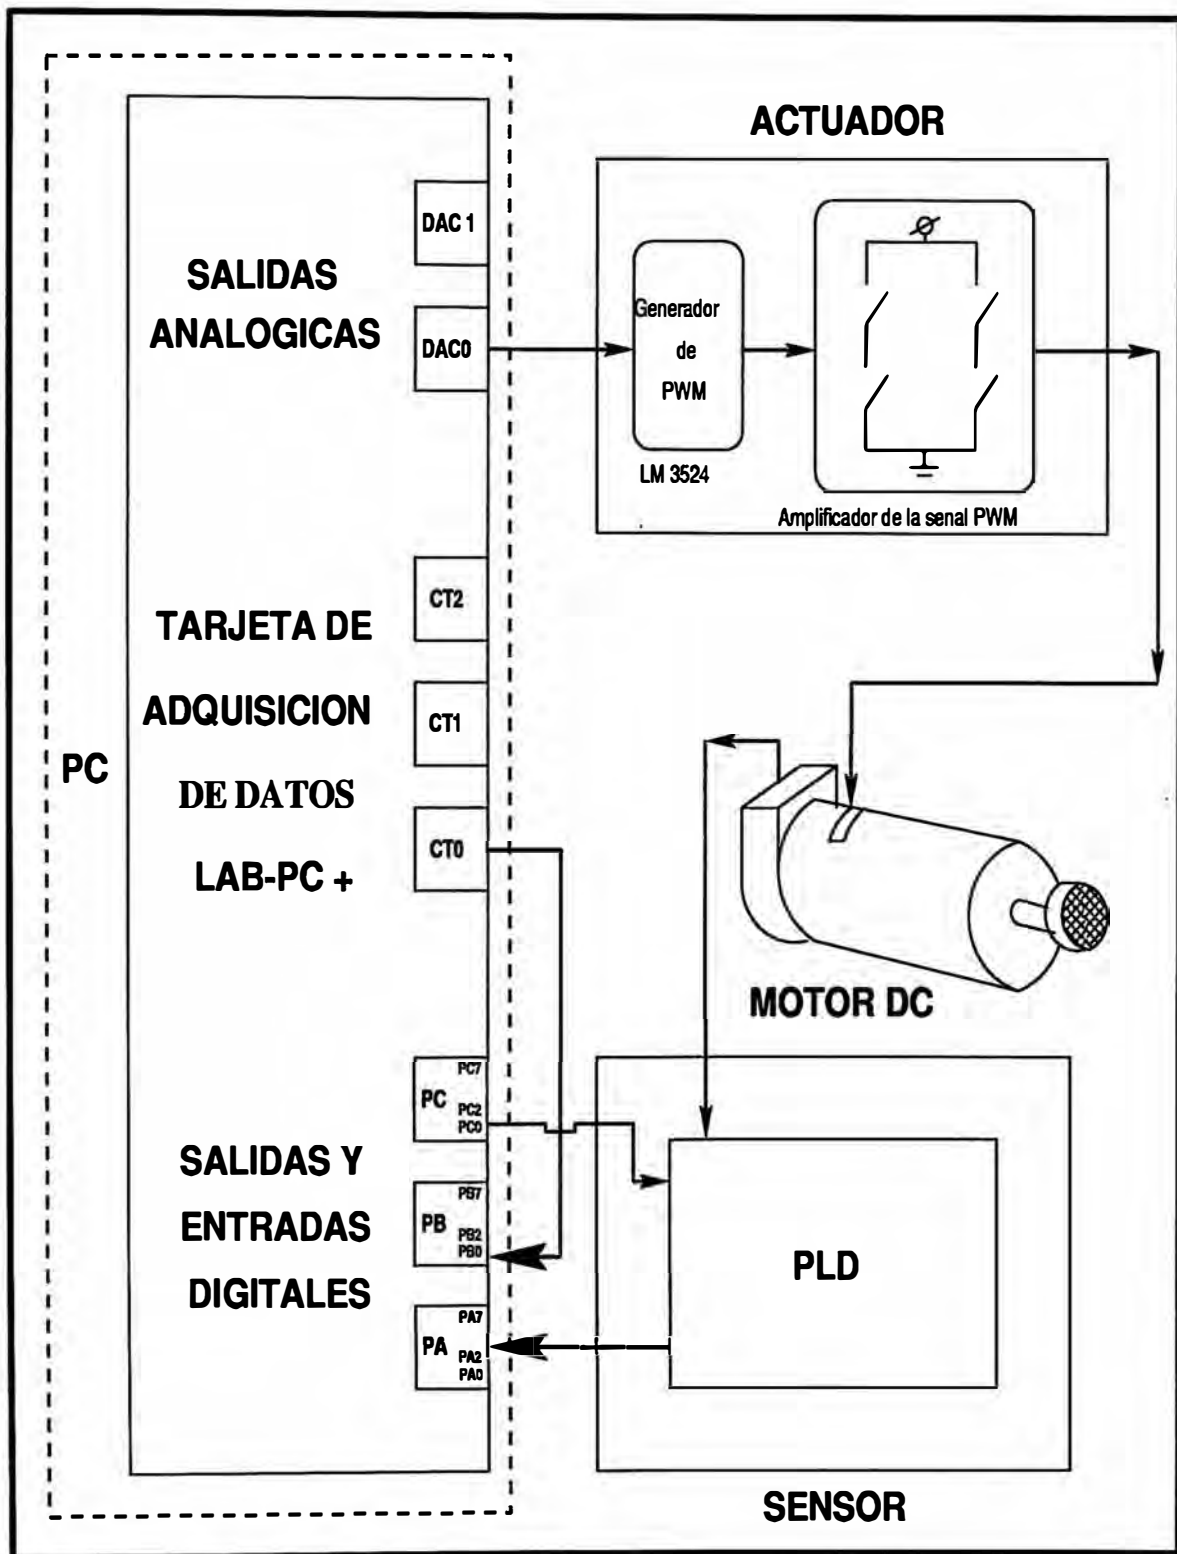 ACTUADOR
DAC 1
SALIDAS
ANALOGICAS
DAC0
Generador
de
PWM
LM 3524
Amplificador de la senal PWM
CT2
TARJETA DE
ADQUISICION
CT1
PC
DE DATOS
CT0
LAB-PC +
MOTOR DC
PC7
PC
PC2
PC0
SALIDAS Y
ENTRADAS
DIGITALES
PB7
PB
PB2
PB0
PLD
PA7
PA
PA2
PA0
SENSOR